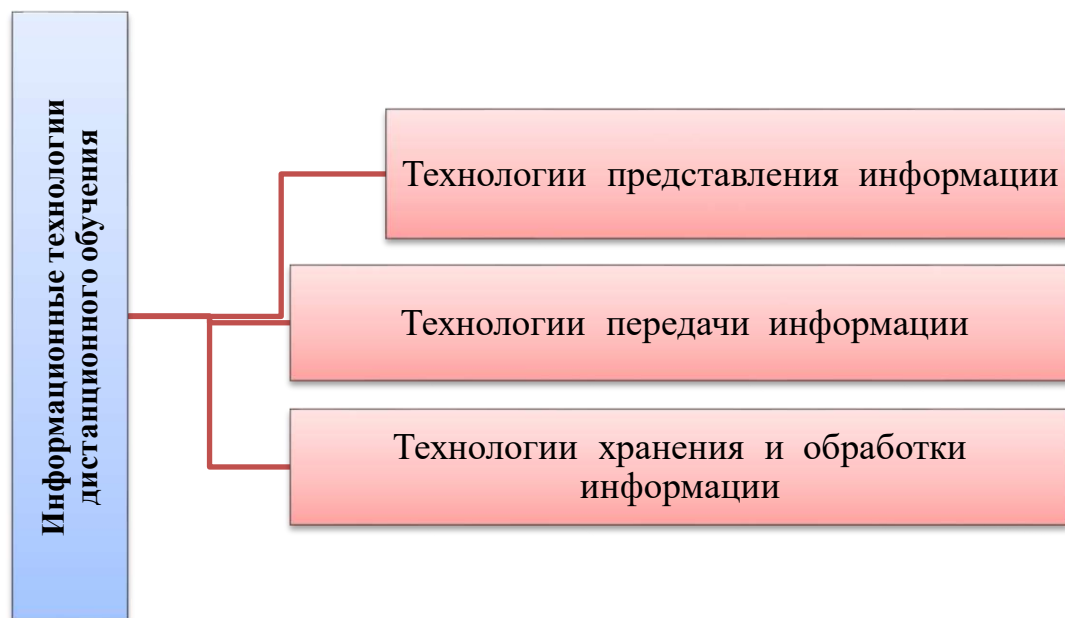 Информационные технологии
дистанционного обучения
Технологии представления информации
Технологии передачи информации
Технологии хранения и обработки
информации